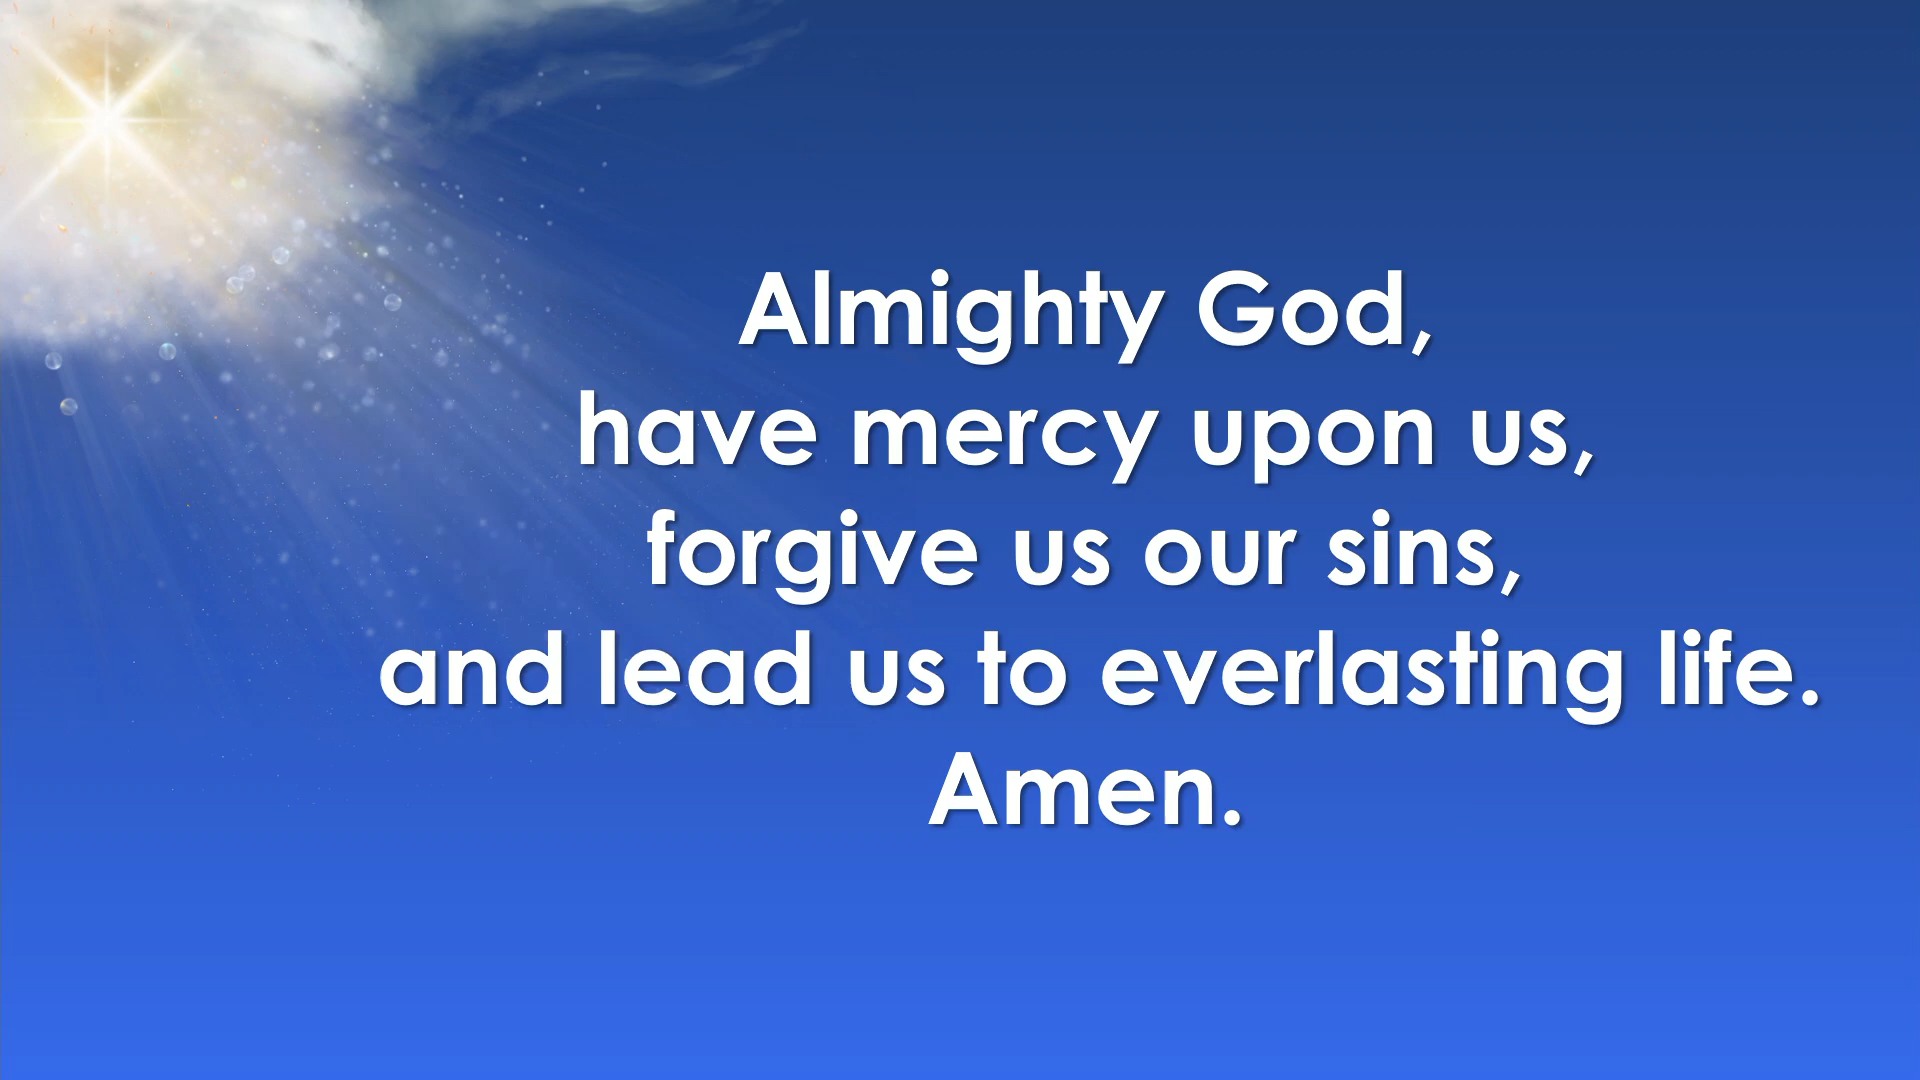 Almighty God,
have mercy upon us,
forgive us our sins,
and lead us to everlasting life.
Amen.